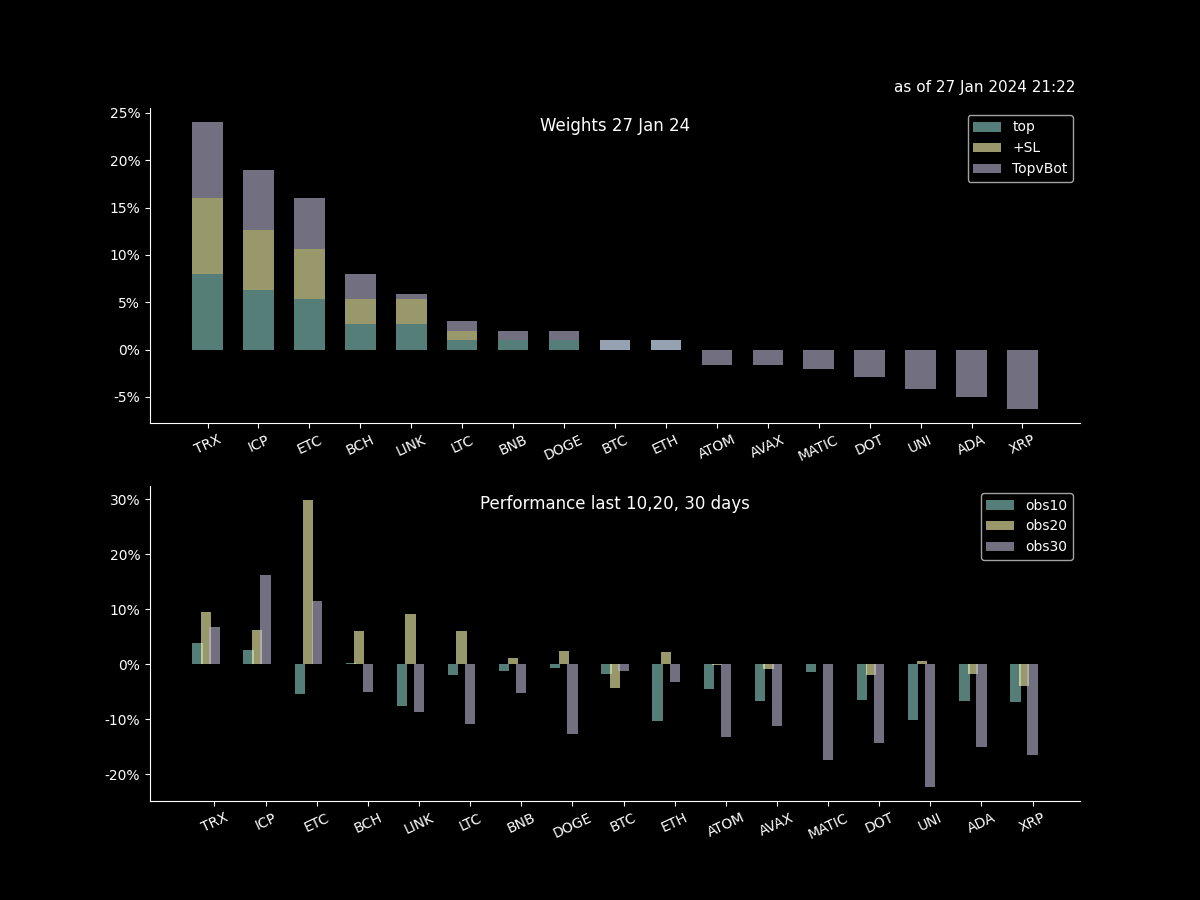 as of 27 Jan 2024 21:22
Weights 27 Jan 24
top
+SL
TopvBot
25%
20%
15%
10%
5%
0%
-5%
TRX ICP ETC BCH LINK LTC BNB DOGE BTC ETH ATOM AVAX MATIC DOT UNI ADA XRP
Performance last 10,20, 30 days
obs10
obs20
obs30
30%
20%
10%
0%
-10%
-20%
TRX ICP ETC BCH LINK LTC BNB DOGE BTC ETH ATOM AVAX MATIC DOT UNI ADA XRP